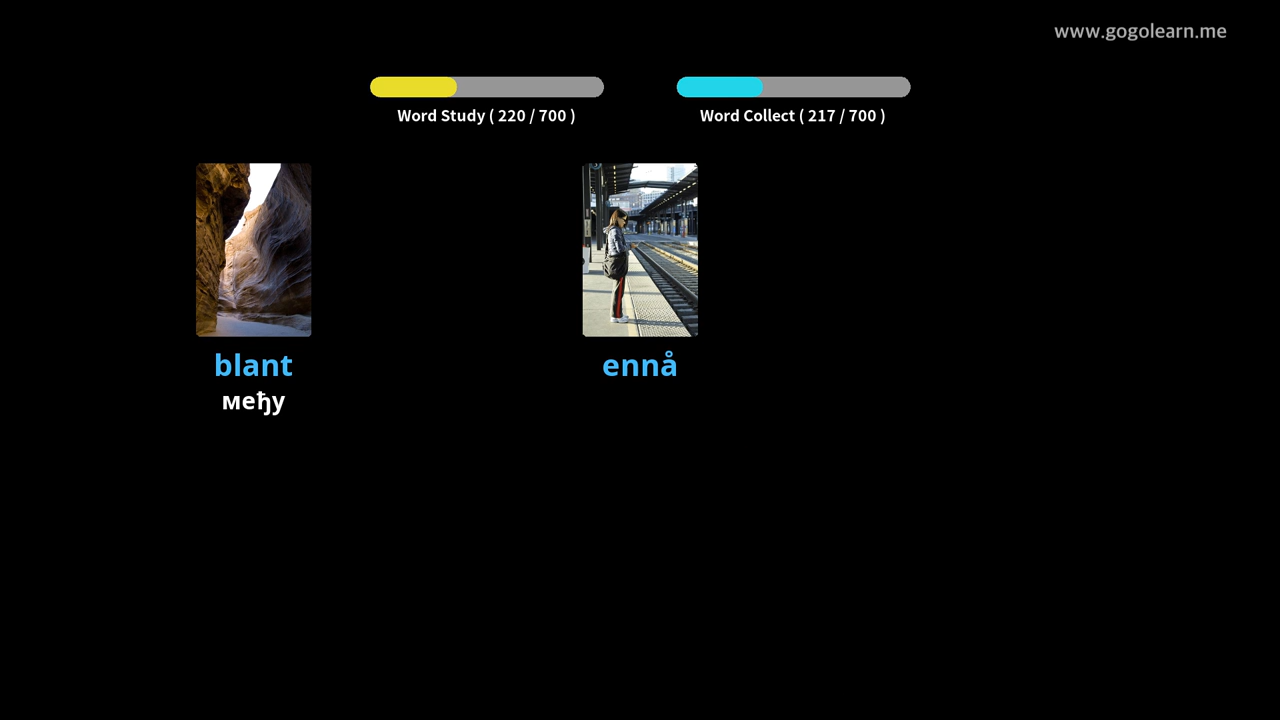 www.gogolearn.me
Word Study ( 220 / 700 )
Word Collect ( 217 / 700 )
blant
међу
ennå